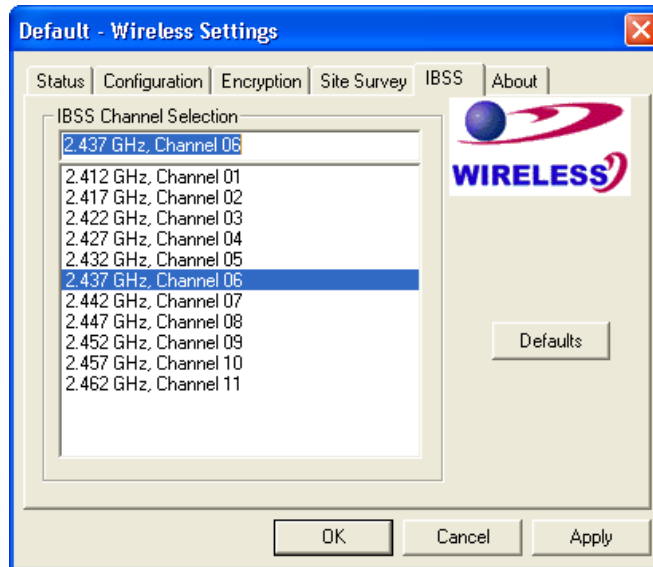 Default - Wireless Settings
Status Configuration Encryption Site Survey IBSS About
IBSS Channel Selection
2.437 GHz, Channel 06
2.412 GHz, Channel 01
2.417 GHz, Channel 02
2.422 GHz, Channel 03
2.427 GHz, Channel 04
2.432 GHz, Channel 05
2.437 GHz, Channel 06
2.442 GHz, Channel 07
2.447 GHz, Channel 08
2.452 GHz, Channel 09
2.457 GHz, Channel 10
2.462 GHz, Channel 11
WIRELESS
Defaults
OK Cancel Apply